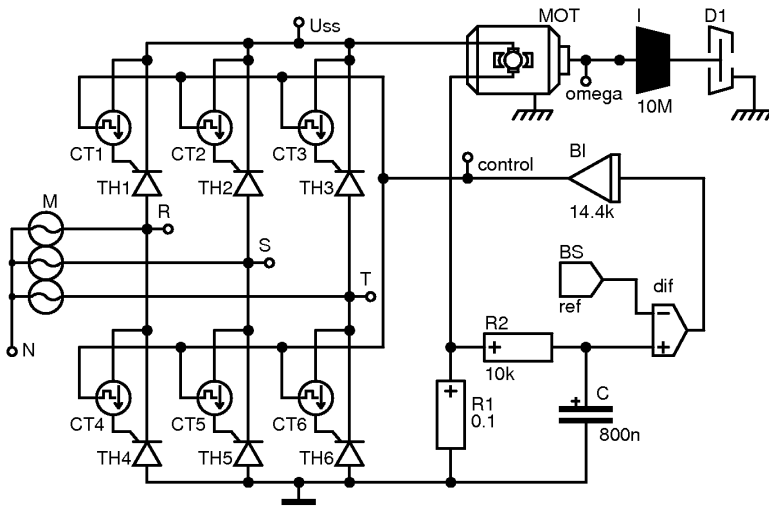 Uss
MOT
I
D1
omega
10M
CT1
CT2
CT3
TH1
TH2
TH3
control
BI
14.4k
M
R
S
T
N
BS
ref
dif
R2
10k
R1
0.1
C
800n
CT4
CT5
CT6
TH4
TH5
TH6